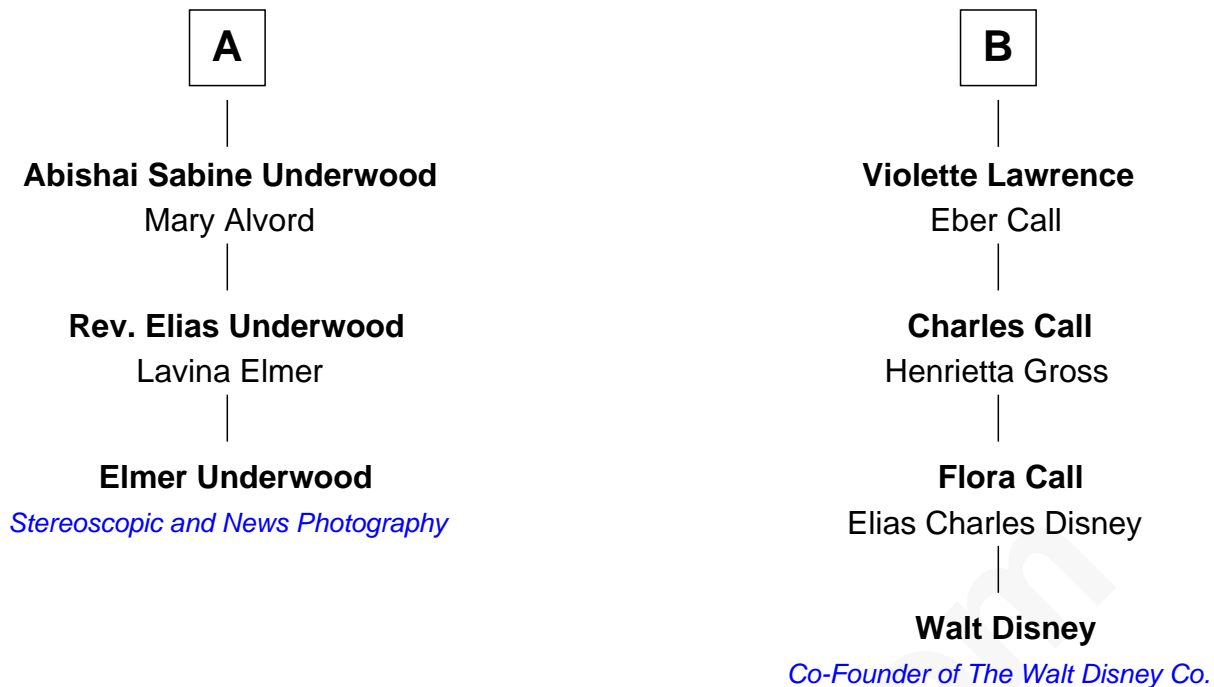 A
Abishai Sabine Underwood
Mary Alvord
Rev. Elias Underwood
Lavina Elmer
Elmer Underwood
Stereoscopic and News Photography
B
Violette Lawrence
Eber Call
Charles Call
Henrietta Gross
Flora Call
Elias Charles Disney
Walt Disney
Co-Founder of The Walt Disney Co.